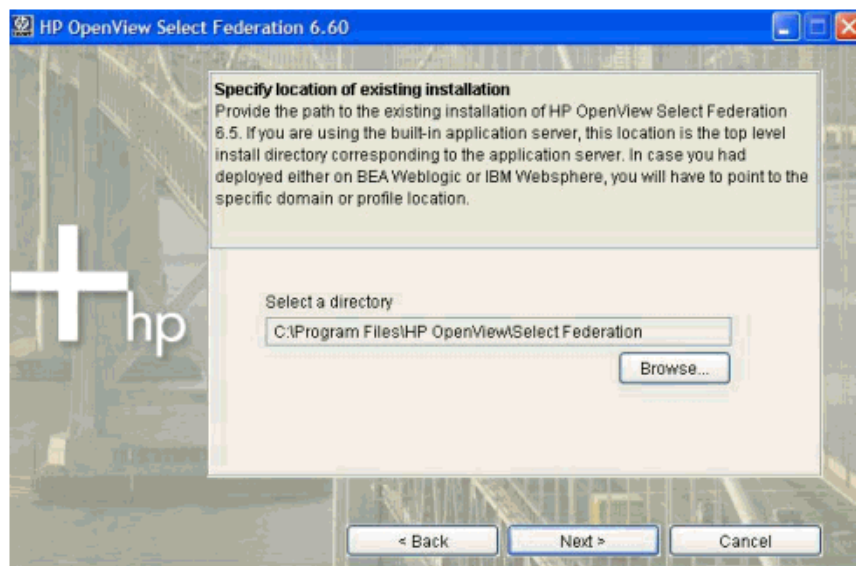 HP OpenView Select Federation 6.60
Specify location of existing installation
Provide the path to the existing installation of HP OpenView Select Federation
6.5. If you are using the built-in application server, this location is the top level
install directory corresponding to the application server. In case you had
deployed either on BEA Weblogic or IBM Websphere, you will have to point to the
specific domain or profile location.
hp
Select a directory
C:\Program Files\HP OpenView\Select Federation
Browse...
< Back
Next >
Cancel